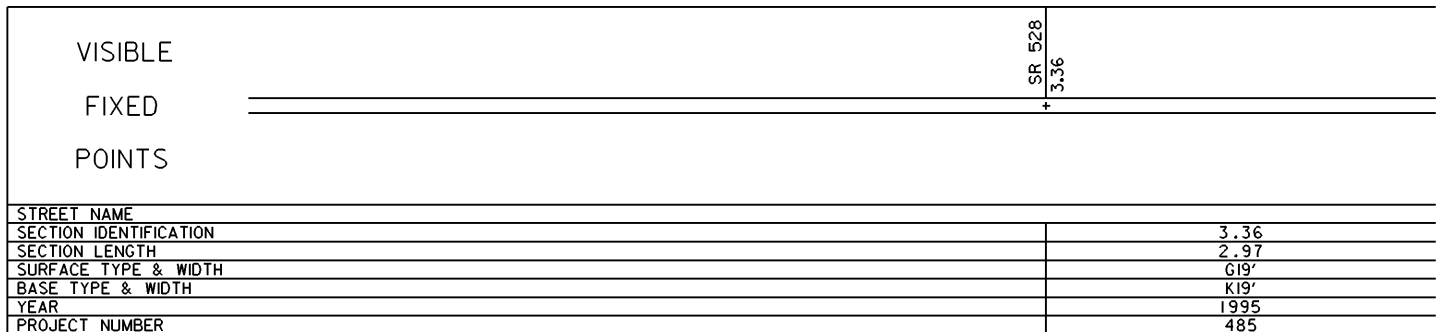 VISIBLE
FIXED
POINTS
SR 528
3.36
+
STREET NAME
SECTION IDENTIFICATION 3.36
SECTION LENGTH 2.97
SURFACE TYPE & WIDTH G19'
BASE TYPE & WIDTH K19'
YEAR 1995
PROJECT NUMBER 485